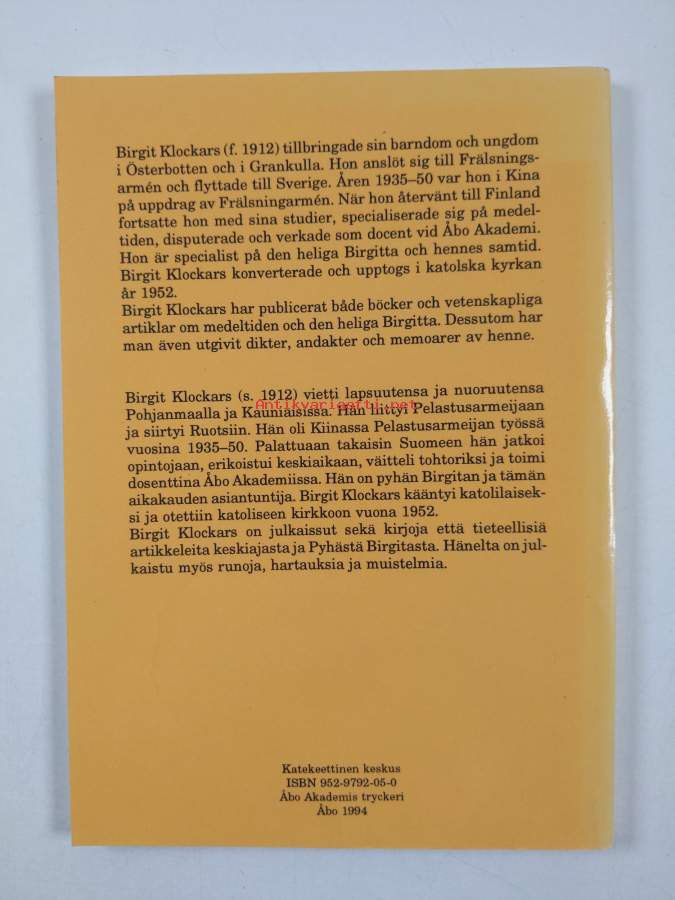 Birgit Klockars (f. 1912) tillbringade sin barndom och ungdom
i Österbotten och i Grankulla. Hon anslöt sig till Frälsnings-
armén och flyttade till Sverige. Åren 1935–50 var hon i Kina
på uppdrag av Frälsningarmén. När hon återvänt till Finland
fortsatte hon med sina studier, specialiserade sig på medel-
tiden, disputerade och verkade som docent vid Åbo Akademi.
Hon är specialist på den heliga Birgitta och hennes samtid.
Birgit Klockars konverterade och upptogs i katolska kyrkan
år 1952.
Birgit Klockars har publicerat både böcker och vetenskapliga
artiklar om medeltiden och den heliga Birgitta. Dessutom har
man även utgivit dikter, andakter och memoarer av henne.
Birgit Klockars (s. 1912) vietti lapsuutensa ja nuoruutensa
Antikvariaatti.net
Pohjanmaalla ja Kauniaisissa. Hän liittyi Pelastusarmeijaan
ja siirtyi Ruotsiin. Hän oli Kiinassa Pelastusarmeijan työssä
vuosina 1935–50. Palattuaan takaisin Suomeen hän jatkoi
opintojaan, erikoistui keskiaikaan, väitteli tohtoriksi ja toimi
dosenttina Åbo Akademiissa. Hän on pyhän Birgitan ja tämän
aikakauden asiantuntija. Birgit Klockars kääntyi katolilaisek-
si ja otettiin katoliseen kirkkoon vuona 1952.
Birgit Klockars on julkaissut sekä kirjoja että tieteellisiä
artikkeleita keskiajasta ja Pyhästä Birgitasta. Hänelta on jul-
kaistu myös runoja, hartauksia ja muistelmia.
Katekeettinen keskus
ISBN 952-9792-05-0
Åbo Akademis tryckeri
Åbo 1994